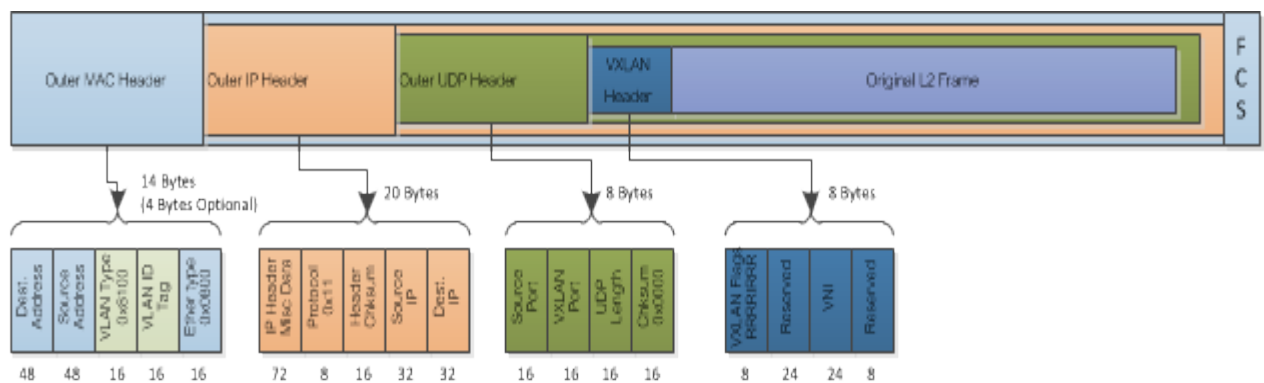 Outer MAC Header
Outer IP Header
Outer UDP Header
VXLAN
Header
Original L2 Frame
F
C
S
14 Bytes
(4 Bytes Optional)
20 Bytes
8 Bytes
8 Bytes
Dest.
Address
Source
Address
VLAN Type
0x8100
VLAN ID
Tag
Ether Type
0x0800
IP Header
Misc Data
Protocol
0x11
Header
Chksum
Source
IP
Dest.
IP
Source
Port
VXLAN
Port
UDP
Length
Chksum
0x0000
VXLAN Flags
RRRRIRRR
Reserved
VNI
Reserved
48 48 16 16 16
72 8 16 32 32
16 16 16 16
8 24 24 8